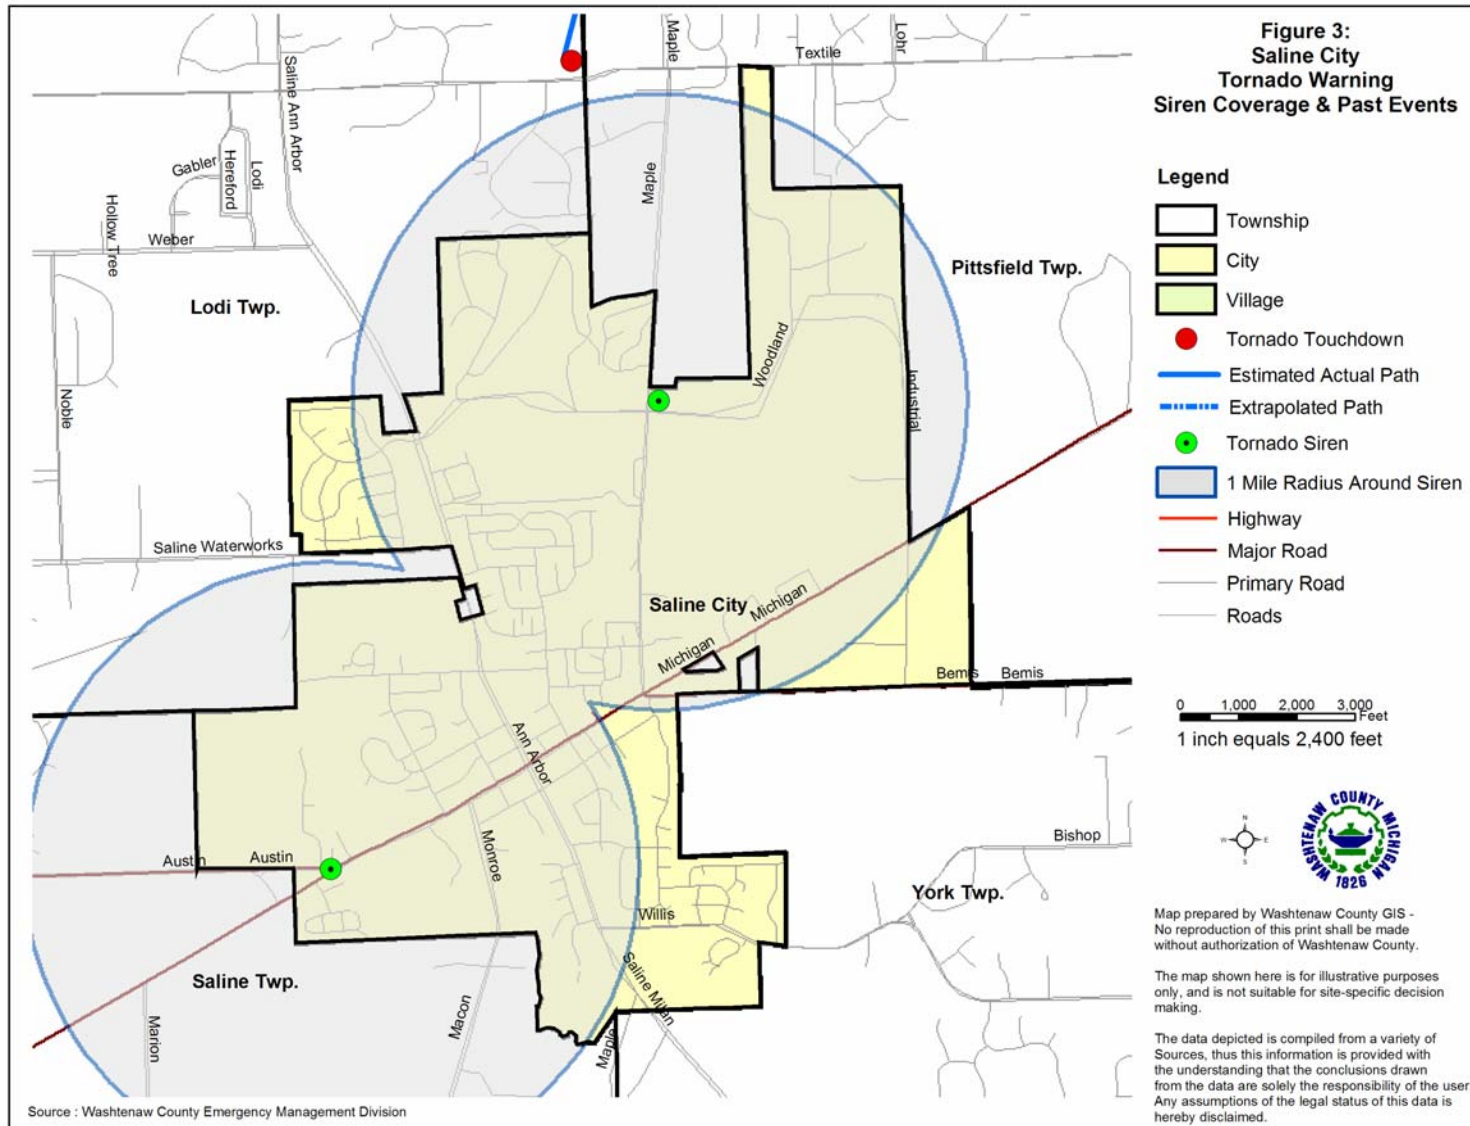 Figure 3:
Saline City
Tornado Warning
Siren Coverage & Past Events
Legend
Township
City
Village
Tornado Touchdown
Estimated Actual Path
Extrapolated Path
Tornado Siren
1 Mile Radius Around Siren
Highway
Major Road
Primary Road
Roads
0 1,000 2,000 3,000
Feet
1 inch equals 2,400 feet
N
W E
S
WASHTENAW COUNTY MICHIGAN
1826
Map prepared by Washtenaw County GIS -
No reproduction of this print shall be made
without authorization of Washtenaw County.
The map shown here is for illustrative purposes
only, and is not suitable for site-specific decision
making.
The data depicted is compiled from a variety of
Sources, thus this information is provided with
the understanding that the conclusions drawn
from the data are solely the responsibility of the user
Any assumptions of the legal status of this data is
hereby disclaimed.
Maple
Lohr
Textile
Saline Ann Arbor
Gabler
Hereford
Lodi
Maple
Hollow Tree
Weber
Pittsfield Twp.
Lodi Twp.
Woodland
Noble
Industrial
Saline Waterworks
Saline City
Michigan
Michigan
Bemis
Bemis
Ann Arbor
Monroe
Austin
Austin
Bishop
York Twp.
Willis
Saline Twp.
Saline Milan
Macon
Marion
Maple
Source : Washtenaw County Emergency Management Division